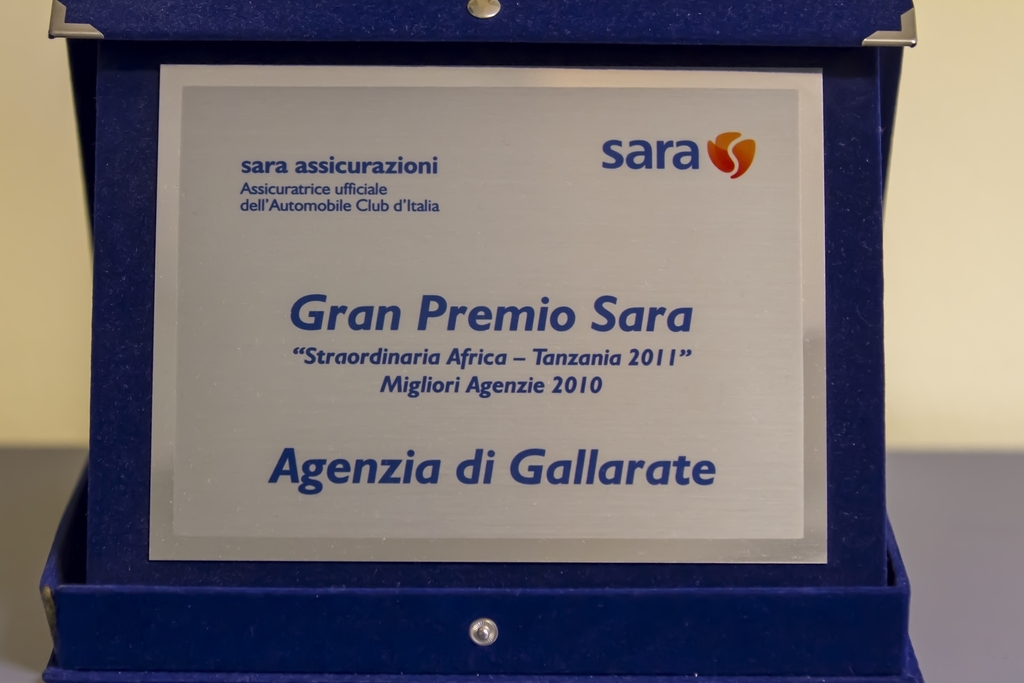 sara assicurazioni
Assicuratrice ufficiale
dell'Automobile Club d'Italia
sara
Gran Premio Sara
“Straordinaria Africa – Tanzania 2011”
Migliori Agenzie 2010
Agenzia di Gallarate